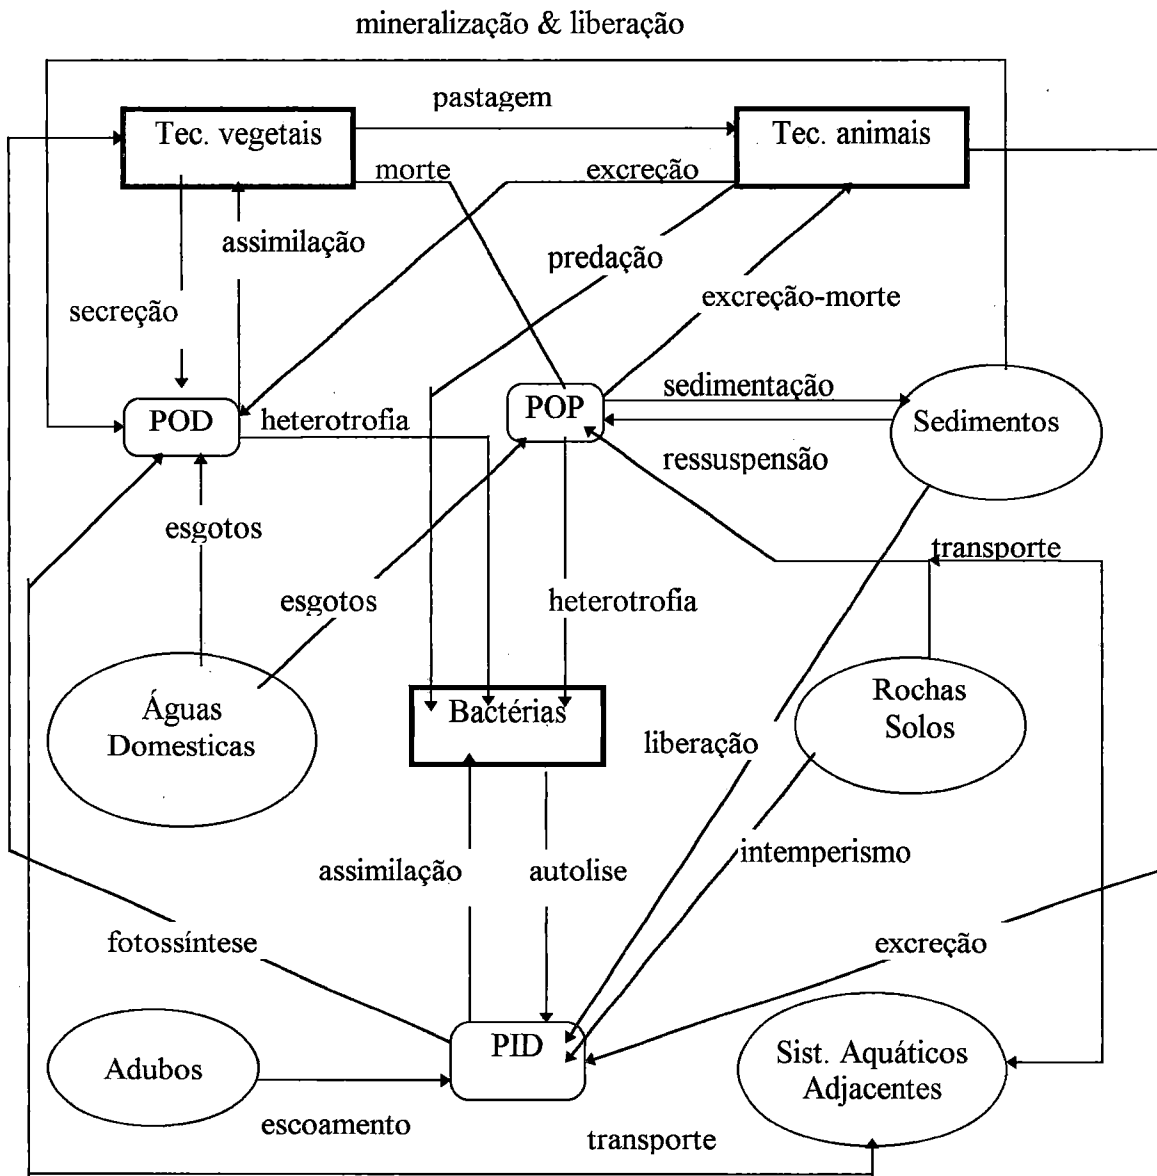 mineralização & liberação
pastagem
Tec. vegetais
Tec. animais
morte
excreção
assimilação
predação
excreção-morte
secreção
sedimentação
POD
heterotrofia
POP
Sedimentos
ressuspensão
esgotos
transporte
esgotos
heterotrofia
Águas
Domesticas
Bactérias
Rochas
Solos
liberação
assimilação
autolise
intemperismo
fotossíntese
excreção
PID
Adubos
Sist. Aquáticos
Adjacentes
escoamento
transporte